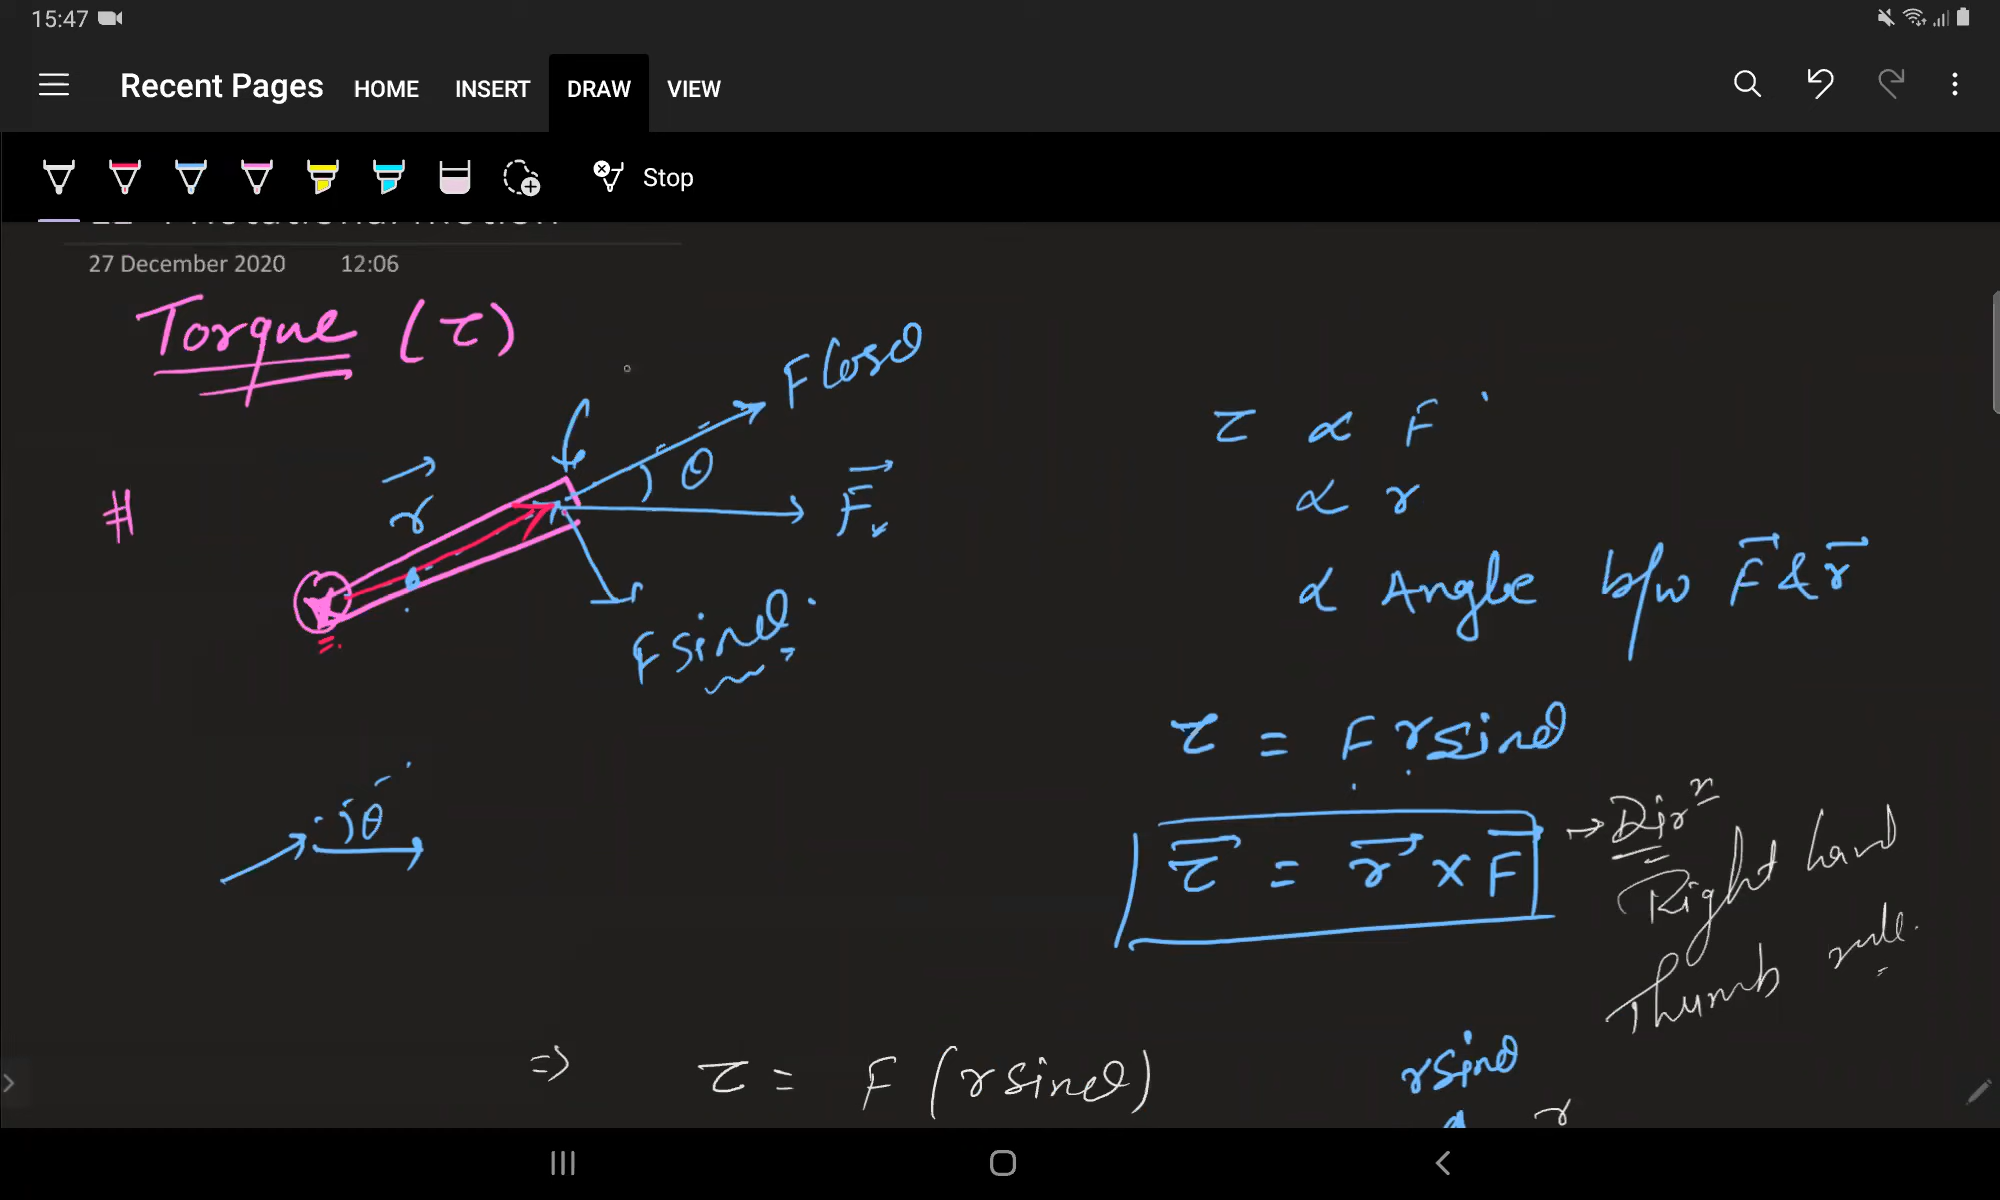 15:47
Recent Pages HOME INSERT DRAW VIEW
Stop
27 December 2020 12:06
Torque (τ)
F Cosθ
θ
r
F
F sinθ
#
τ ∝ F
∝ r
∝ Angle b/w F & r
τ = F r sinθ
τ = r × F
→ Dirⁿ
Right hand
Thumb rule.
θ
⇒ τ = F (r sinθ)
r sinθ
r